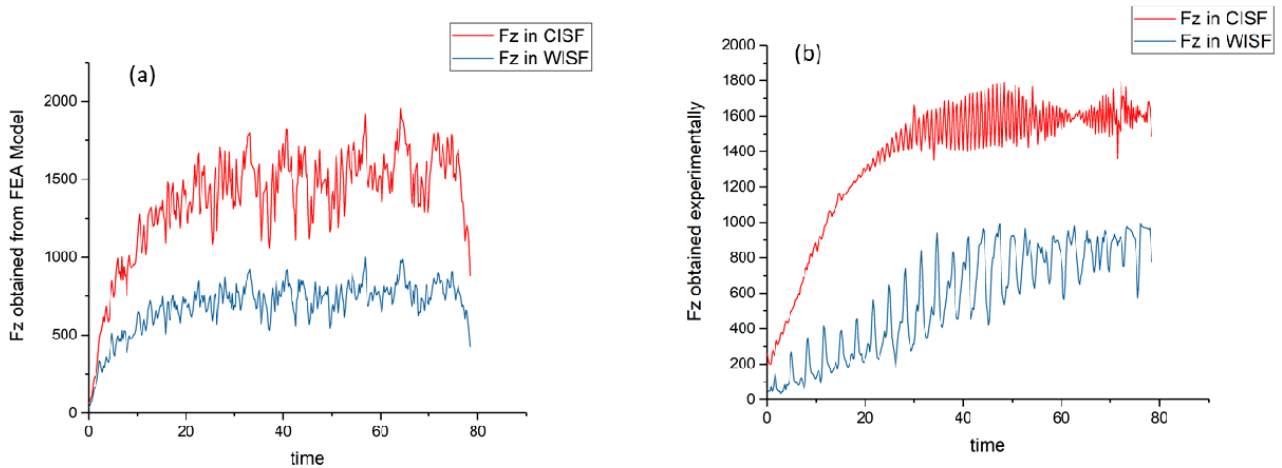 Fz in CISF
Fz in WISF
(a)
Fz obtained from FEA Model
2000
1500
1000
500
0
0 20 40 60 80
time
Fz in CISF
Fz in WISF
(b)
Fz obtained experimentally
2000
1800
1600
1400
1200
1000
800
600
400
200
0
0 20 40 60 80
time